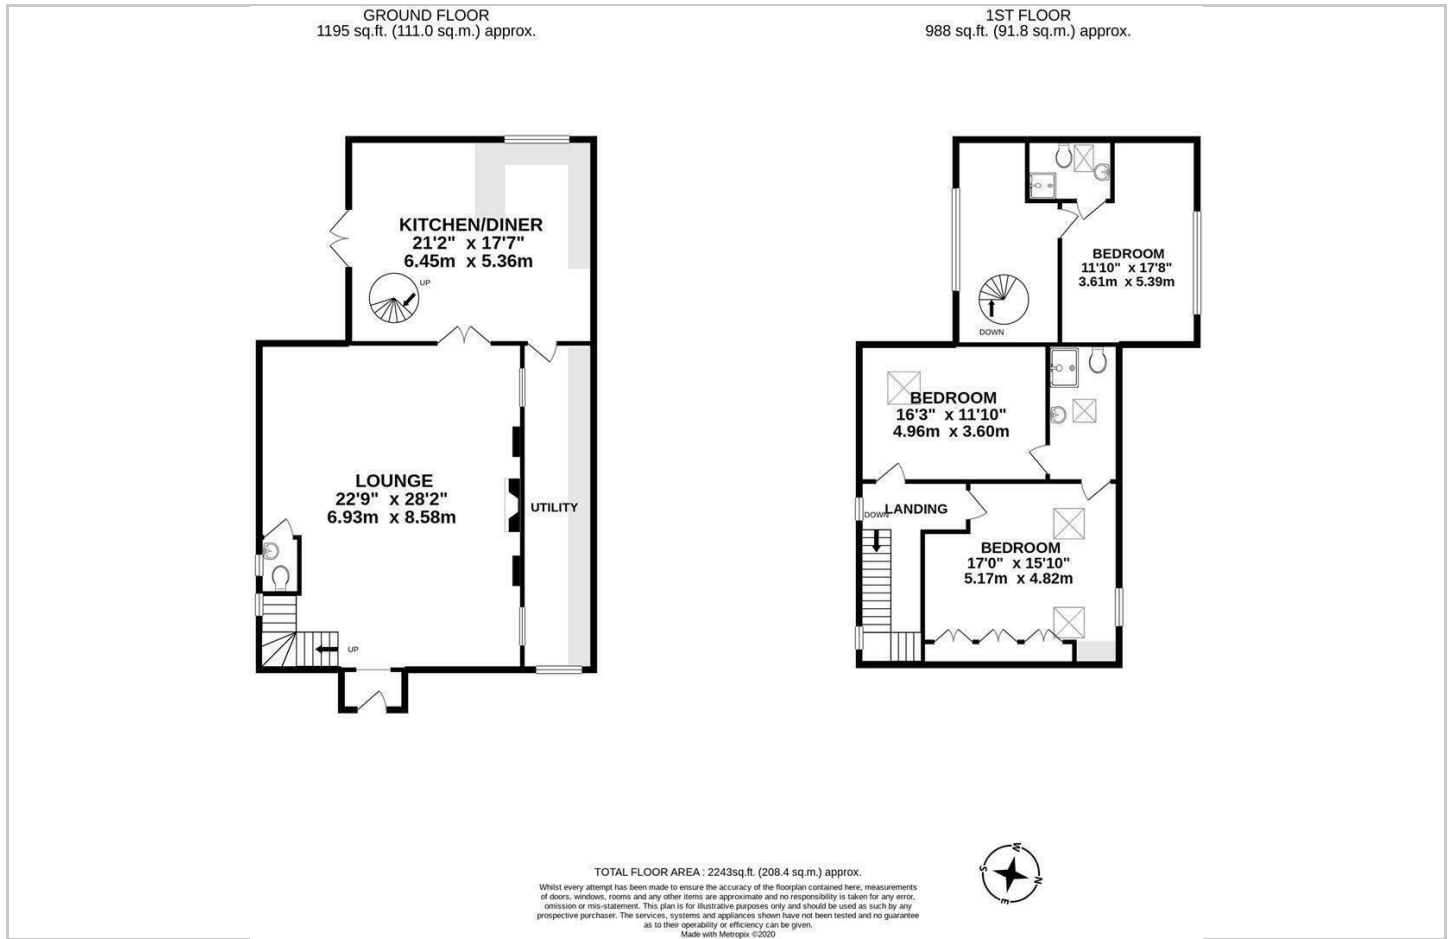 GROUND FLOOR
1195 sq.ft. (111.0 sq.m.) approx.
1ST FLOOR
988 sq.ft. (91.8 sq.m.) approx.
KITCHEN/DINER
21'2" x 17'7"
6.45m x 5.36m
UP
LOUNGE
22'9" x 28'2"
6.93m x 8.58m
UTILITY
UP
BEDROOM
11'10" x 17'8"
3.61m x 5.39m
DOWN
BEDROOM
16'3" x 11'10"
4.96m x 3.60m
LANDING
DOWN
BEDROOM
17'0" x 15'10"
5.17m x 4.82m
W
N
E
S
TOTAL FLOOR AREA : 2243sq.ft. (208.4 sq.m.) approx.
Whilst every attempt has been made to ensure the accuracy of the floorplan contained here, measurements
of doors, windows, rooms and any other items are approximate and no responsibility is taken for any error,
omission or mis-statement. This plan is for illustrative purposes only and should be used as such by any
prospective purchaser. The services, systems and appliances shown have not been tested and no guarantee
as to their operability or efficiency can be given.
Made with Metropix ©2020